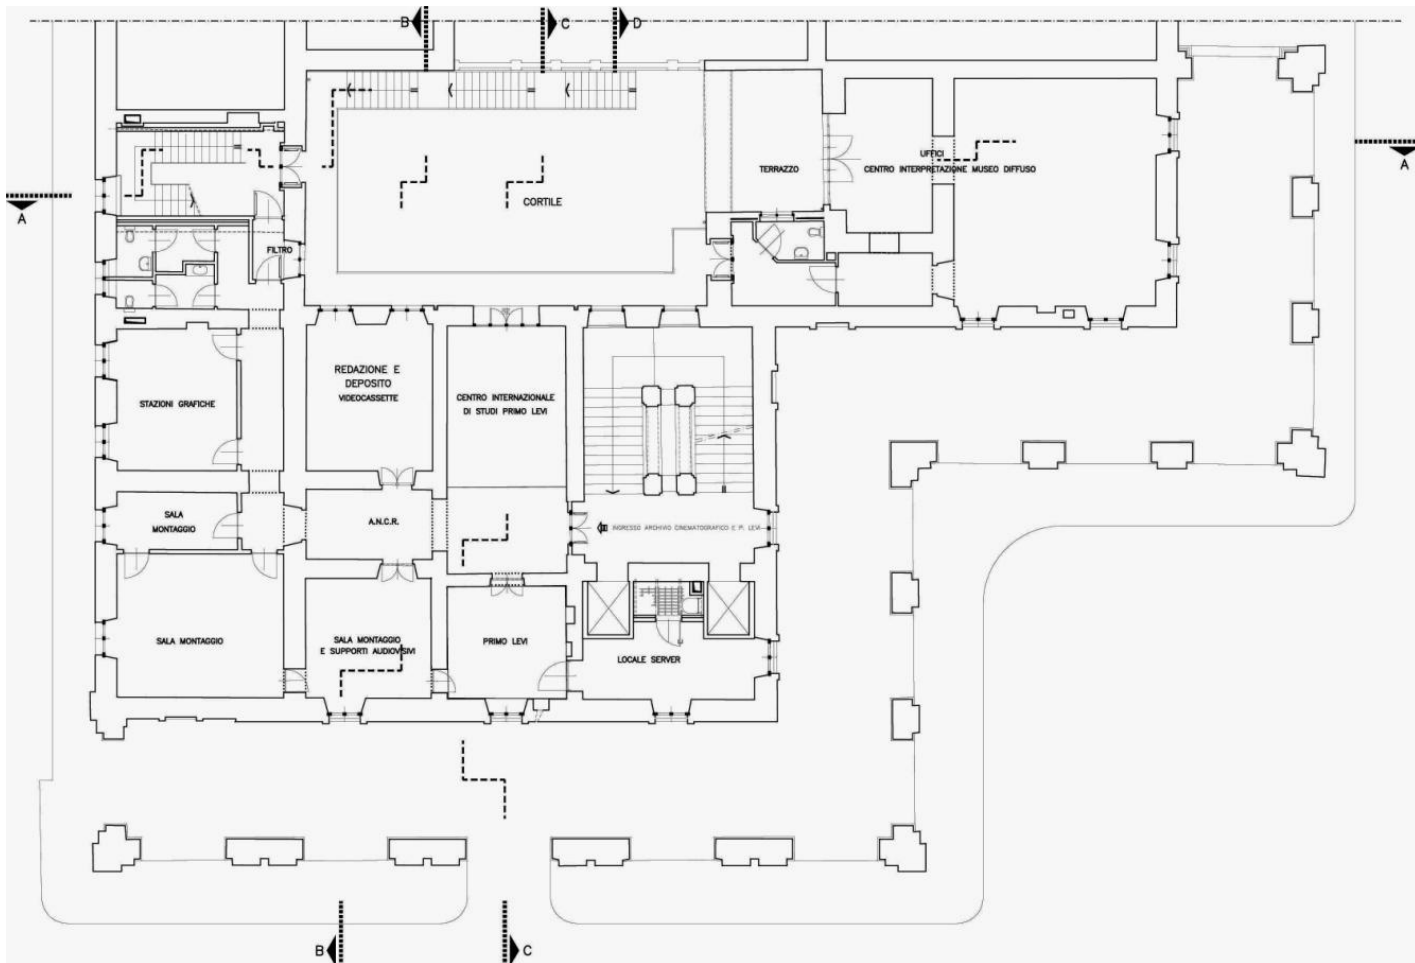 B
C
D
A
UFFICI
CENTRO INTERPRETAZIONE MUSEO DIFFUSO
TERRAZZO
A
CORTILE
FILTRO
REDAZIONE E
DEPOSITO
VIDEOCASSETTE
CENTRO INTERNAZIONALE
DI STUDI PRIMO LEVI
STAZIONI GRAFICHE
SALA
MONTAGGIO
A.N.C.R.
INGRESSO ARCHIVIO CINEMATOGRAFICO E P. LEVI
SALA MONTAGGIO
SALA MONTAGGIO
E SUPPORTI AUDIOVISIVI
PRIMO LEVI
LOCALE SERVER
B
C